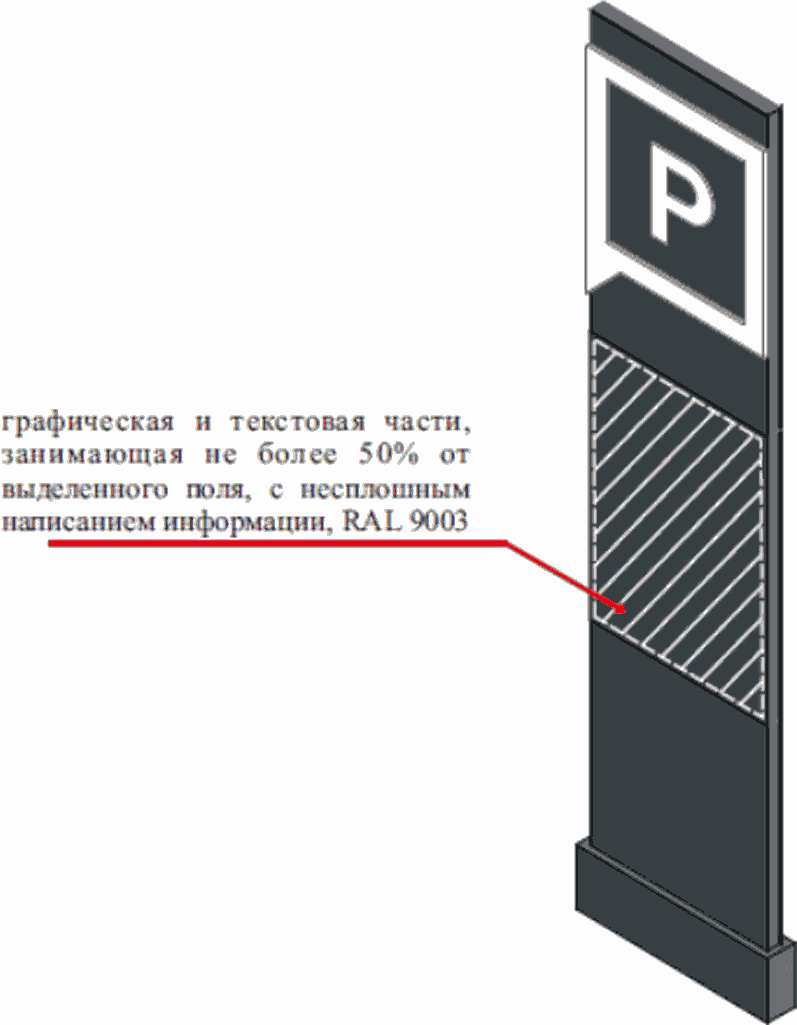 P
графическая и текстовая части,
занимающая не более 50% от
выделенного поля, с несплошным
написанием информации, RAL 9003